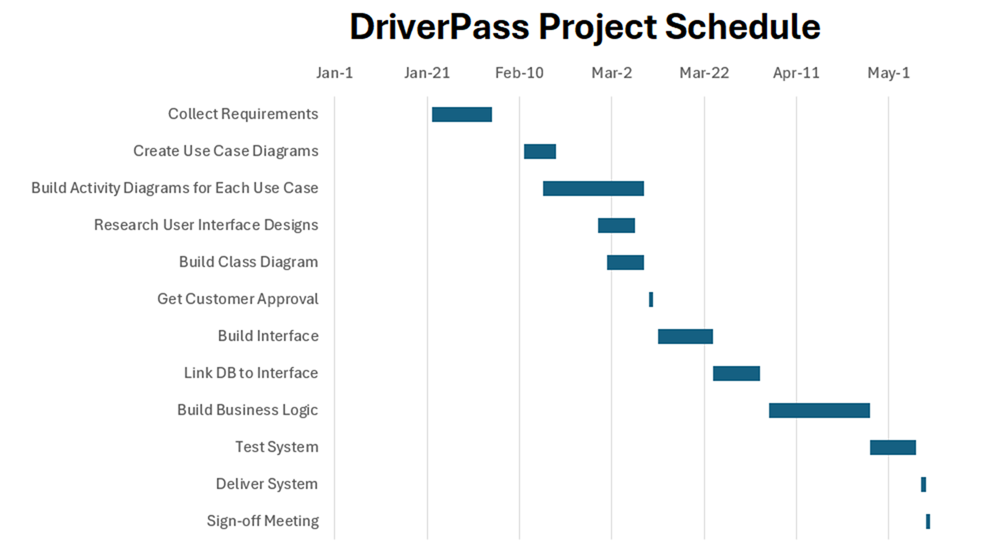 DriverPass Project Schedule
Jan-1 Jan-21 Feb-10 Mar-2 Mar-22 Apr-11 May-1
Collect Requirements
Create Use Case Diagrams
Build Activity Diagrams for Each Use Case
Research User Interface Designs
Build Class Diagram
Get Customer Approval
Build Interface
Link DB to Interface
Build Business Logic
Test System
Deliver System
Sign-off Meeting